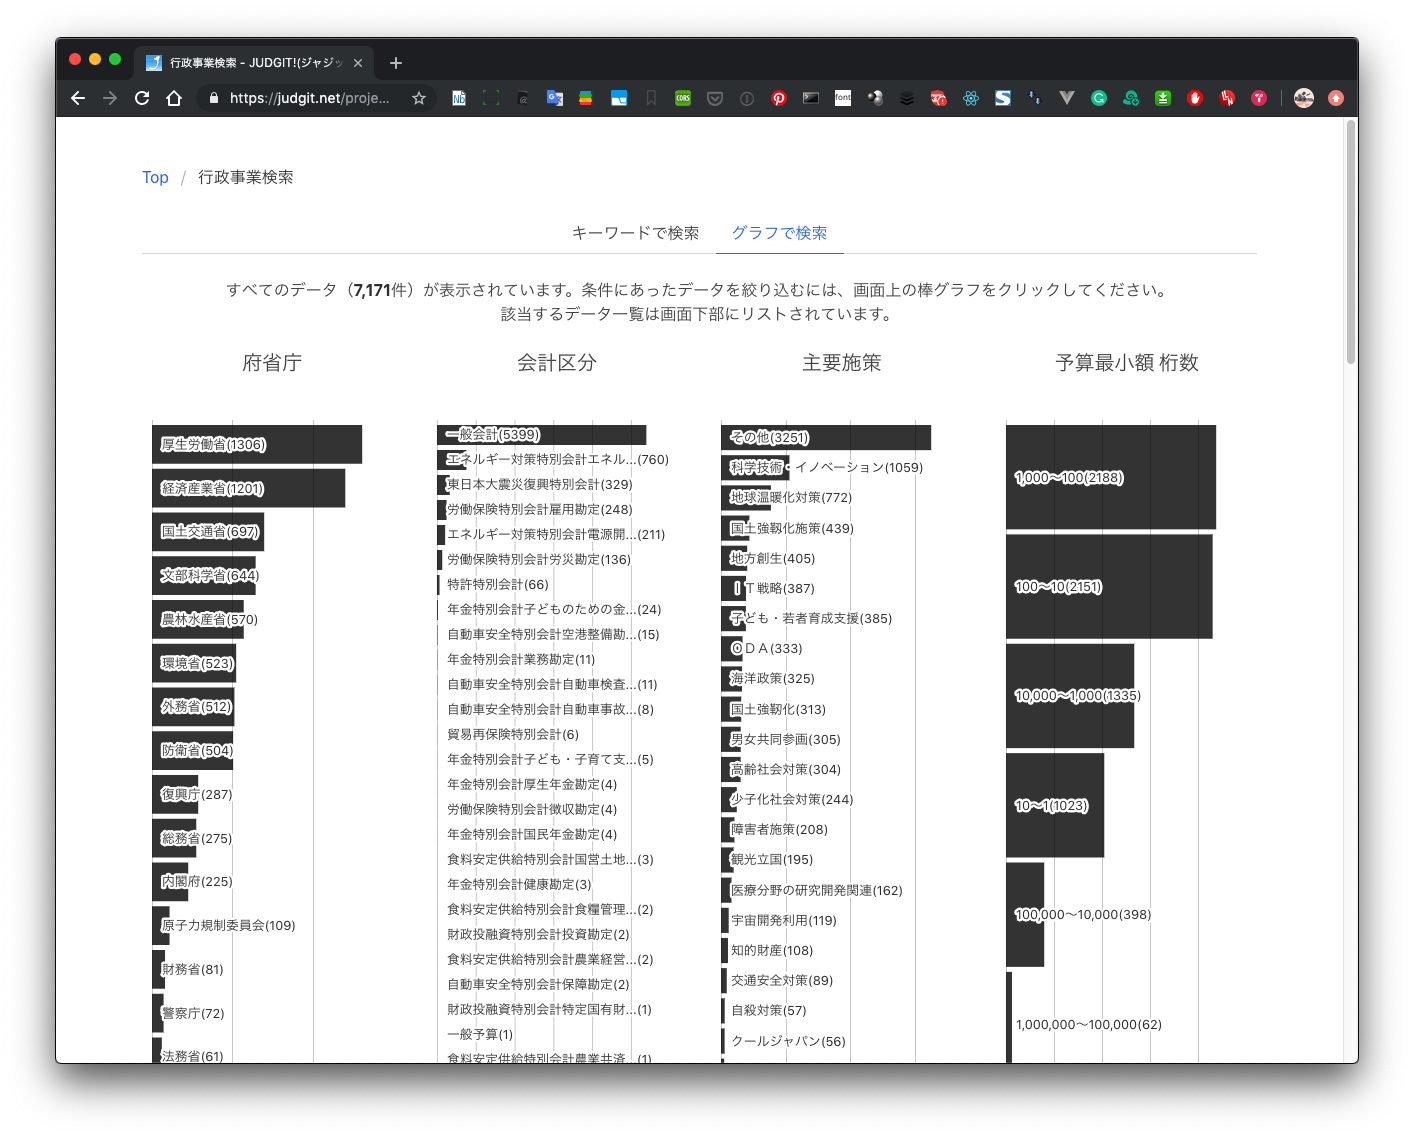 行政事業検索 - JUDGIT!(ジャジッ
https://judgit.net/proje...
Top / 行政事業検索
キーワードで検索
グラフで検索
すべてのデータ（7,171件）が表示されています。条件にあったデータを絞り込むには、画面上の棒グラフをクリックしてください。
該当するデータ一覧は画面下部にリストされています。
府省庁
厚生労働省(1306)
経済産業省(1201)
国土交通省(697)
文部科学省(644)
農林水産省(570)
環境省(523)
外務省(512)
防衛省(504)
復興庁(287)
総務省(275)
内閣府(225)
原子力規制委員会(109)
財務省(81)
警察庁(72)
法務省(61)
会計区分
一般会計(5399)
エネルギー対策特別会計エネル...(760)
東日本大震災復興特別会計(329)
労働保険特別会計雇用勘定(248)
エネルギー対策特別会計電源開...(211)
労働保険特別会計労災勘定(136)
特許特別会計(66)
年金特別会計子どものための金...(24)
自動車安全特別会計空港整備勘...(15)
年金特別会計業務勘定(11)
自動車安全特別会計自動車検査...(11)
自動車安全特別会計自動車事故...(8)
貿易再保険特別会計(6)
年金特別会計子ども・子育て支...(5)
年金特別会計厚生年金勘定(4)
労働保険特別会計徴収勘定(4)
年金特別会計国民年金勘定(4)
食料安定供給特別会計国営土地...(3)
年金特別会計健康勘定(3)
食料安定供給特別会計食糧管理...(2)
財政投融資特別会計投資勘定(2)
食料安定供給特別会計農業経営...(2)
自動車安全特別会計保障勘定(2)
財政投融資特別会計特定国有財...(1)
一般予算(1)
食料安定供給特別会計農業共済...(1)
主要施策
その他(3251)
科学技術・イノベーション(1059)
地球温暖化対策(772)
国土強靱化施策(439)
地方創生(405)
ＩＴ戦略(387)
子ども・若者育成支援(385)
ＯＤＡ(333)
海洋政策(325)
国土強靱化(313)
男女共同参画(305)
高齢社会対策(304)
少子化社会対策(244)
障害者施策(208)
観光立国(195)
医療分野の研究開発関連(162)
宇宙開発利用(119)
知的財産(108)
交通安全対策(89)
自殺対策(57)
クールジャパン(56)
予算最小額 桁数
1,000〜100(2188)
100〜10(2151)
10,000〜1,000(1335)
10〜1(1023)
100,000〜10,000(398)
1,000,000〜100,000(62)